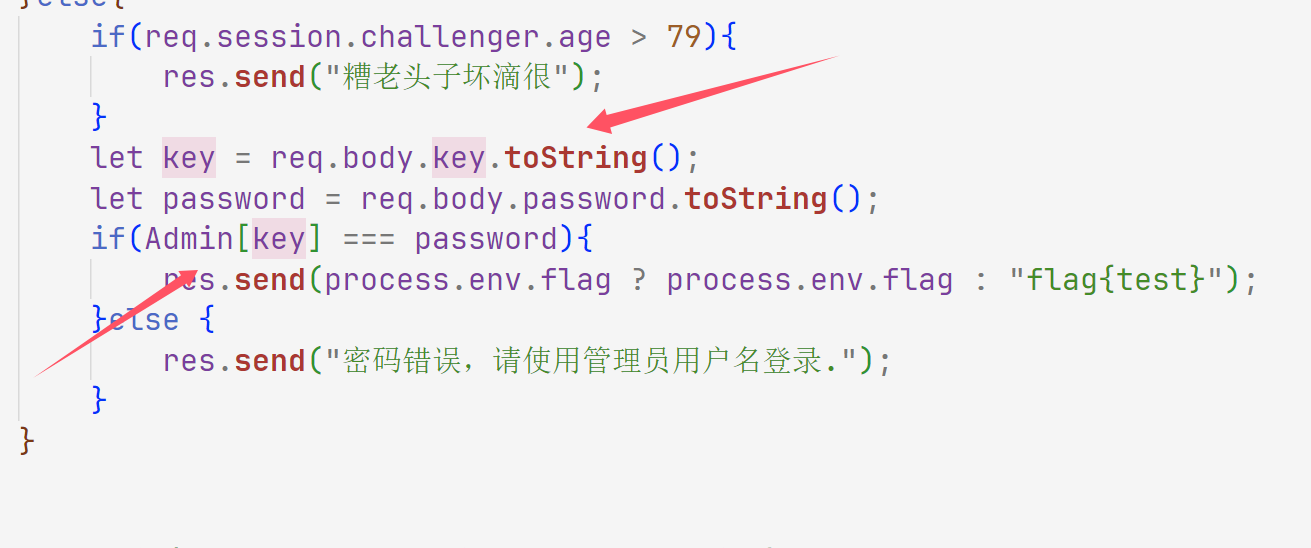 }else{
if(req.session.challenger.age > 79){
res.send("糟老头子坏滴很");
}
let key = req.body.key.toString();
let password = req.body.password.toString();
if(Admin[key] === password){
res.send(process.env.flag ? process.env.flag : "flag{test}");
}else {
res.send("密码错误，请使用管理员用户名登录.");
}
}